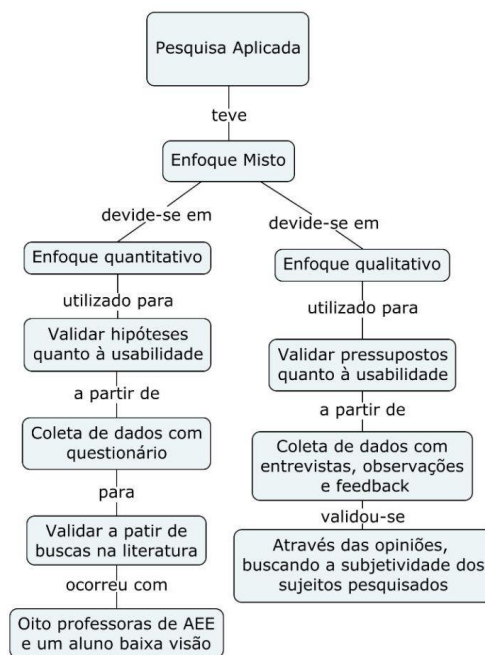 Pesquisa Aplicada
teve
Enfoque Misto
devide-se em
devide-se em
Enfoque quantitativo
Enfoque qualitativo
utilizado para
utilizado para
Validar hipóteses
quanto à usabilidade
Validar pressupostos
quanto à usabilidade
a partir de
a partir de
Coleta de dados com
questionário
Coleta de dados com
entrevistas, observações
e feedback
para
validou-se
Validar a patir de
buscas na literatura
Através das opiniões,
buscando a subjetividade dos
sujeitos pesquisados
ocorreu com
Oito professoras de AEE
e um aluno baixa visão